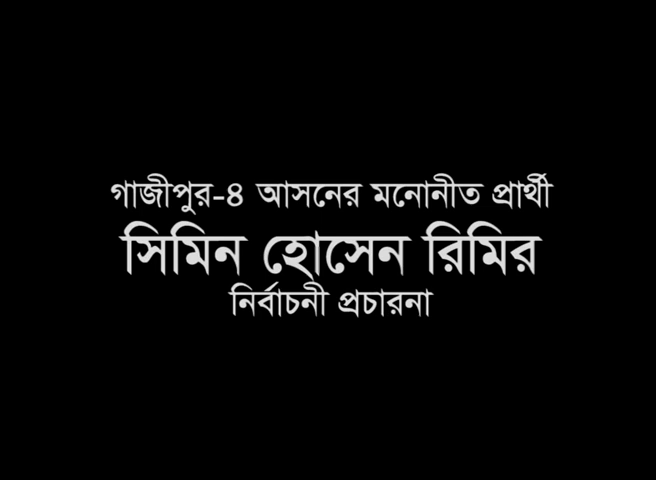 গাজীপুর-৪ আসনের মনোনীত প্রার্থী
সিমিন হোসেন রিমির
নির্বাচনী প্রচারনা